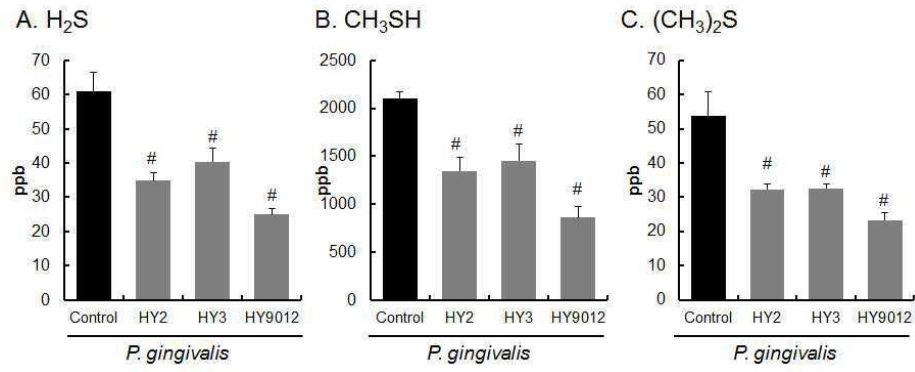 A. H₂S
70
60
50
40
30
20
10
0
ppb
#
#
#
Control HY2 HY3 HY9012
P. gingivalis
B. CH₃SH
2500
2000
1500
1000
500
0
ppb
#
#
#
Control HY2 HY3 HY9012
P. gingivalis
C. (CH₃)₂S
70
60
50
40
30
20
10
0
ppb
#
#
#
Control HY2 HY3 HY9012
P. gingivalis